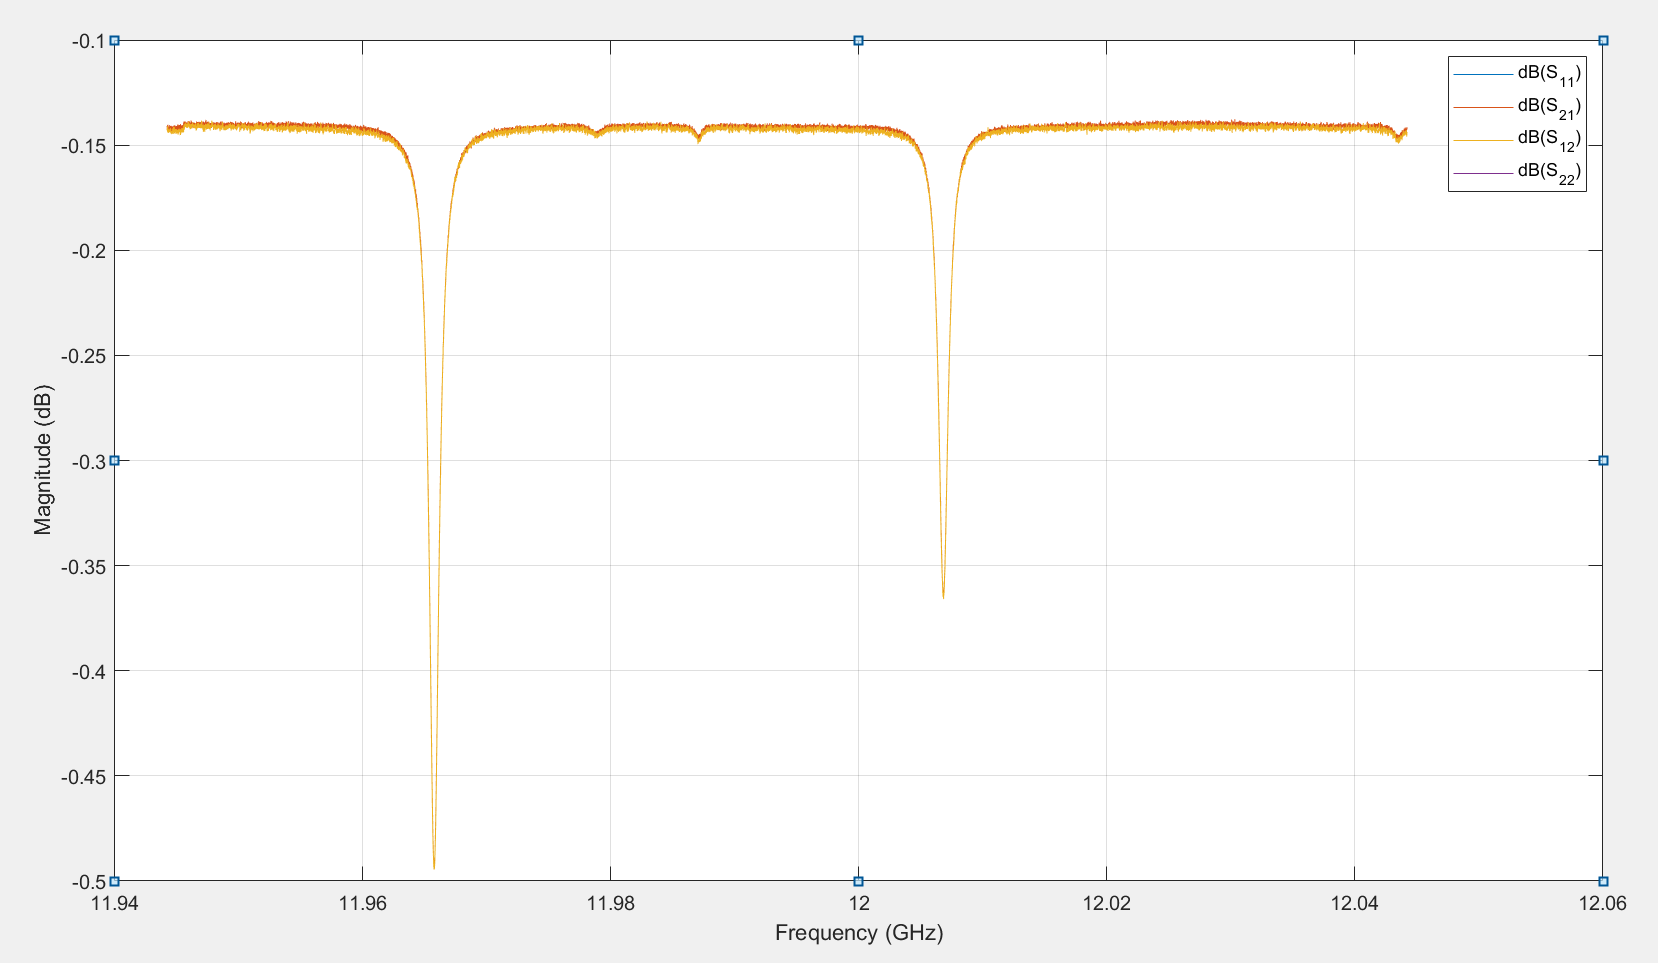 -0.1
-0.15
-0.2
-0.25
-0.3
-0.35
-0.4
-0.45
-0.5
Magnitude (dB)
11.94 11.96 11.98 12 12.02 12.04 12.06
Frequency (GHz)
dB(S11)
dB(S21)
dB(S12)
dB(S22)